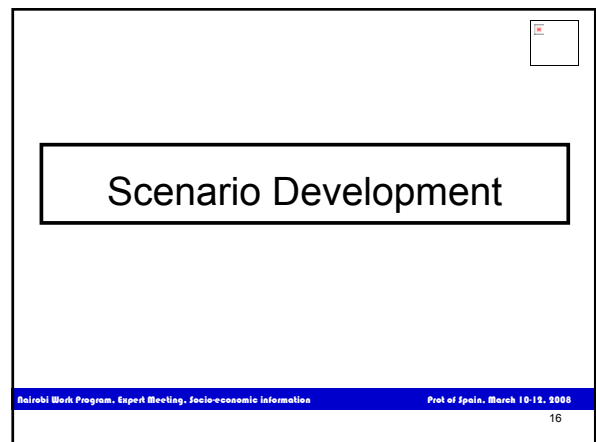 Scenario Development
Nairobi Work Program, Expert Meeting, Socio-economic information
Prot of Spain, March 10-12, 2008
16